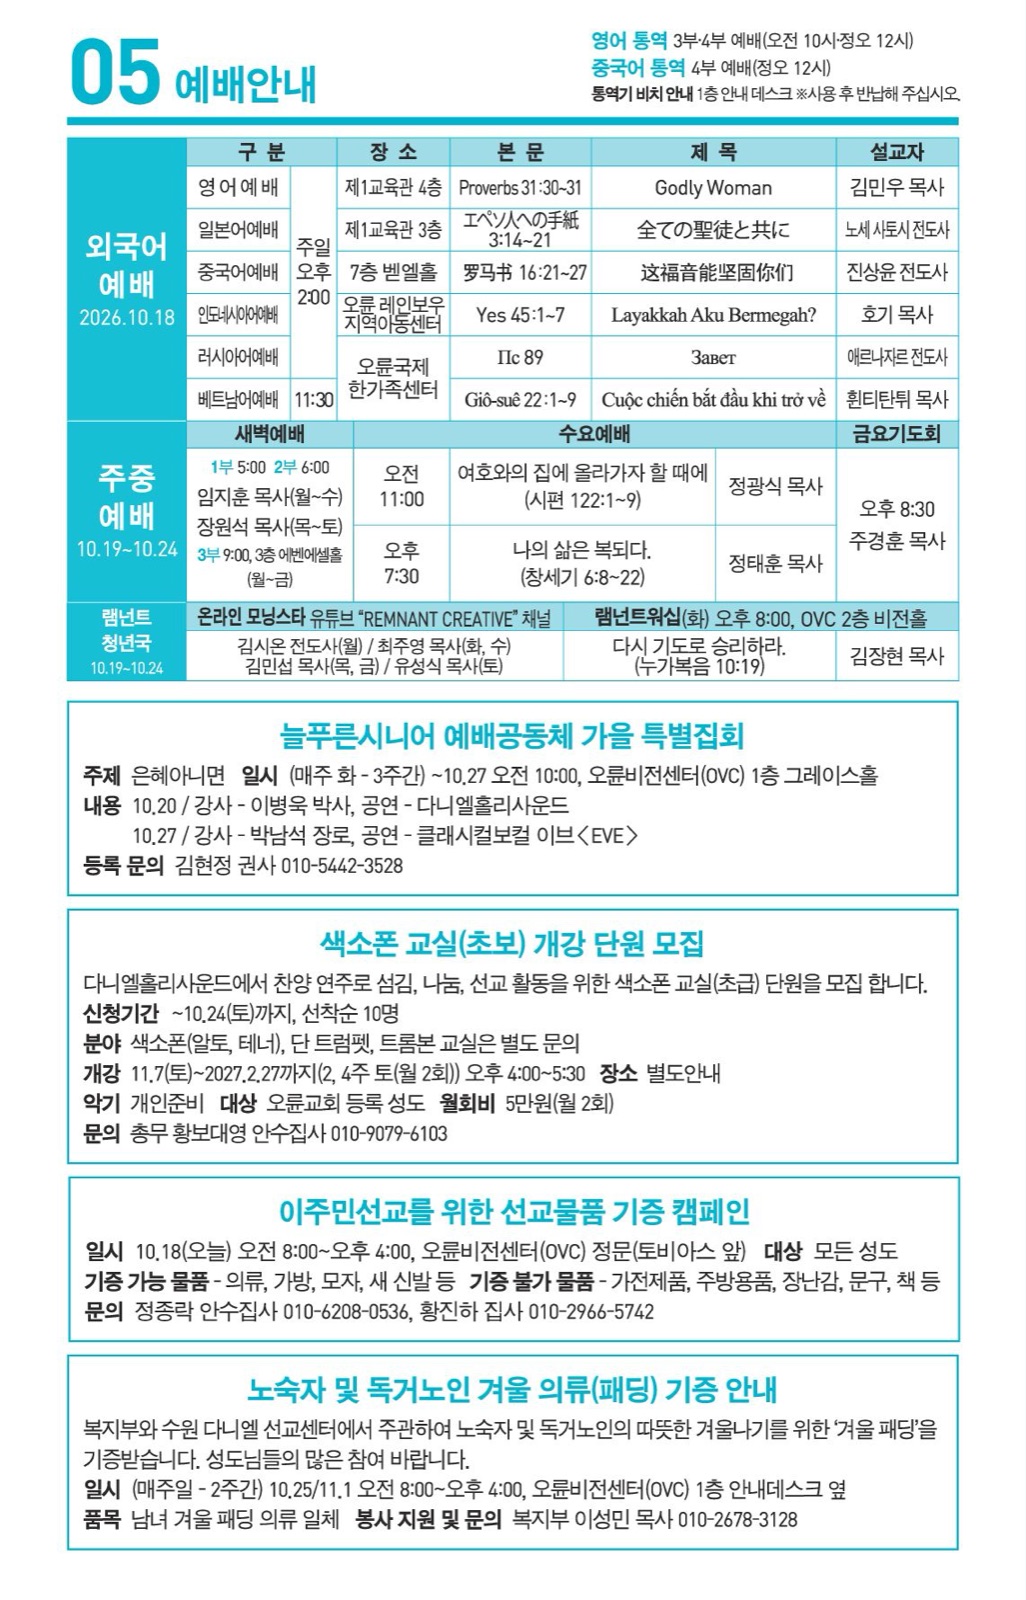 05 예배안내
영어 통역 3부·4부 예배(오전 10시·정오 12시)
중국어 통역 4부 예배(정오 12시)
통역기 비치 안내 1층 안내 데스크 ※사용 후 반납해 주십시오.
외국어
예배
2026.10.18
구 분 장 소 본 문 제 목 설교자
영어예배 주일 오후 2:00 제1교육관 4층 Proverbs 31:30~31 Godly Woman 김민우 목사
일본어예배 제1교육관 3층 エペソ人への手紙 3:14~21 全ての聖徒と共に 노세 사토시 전도사
중국어예배 7층 벧엘홀 罗马书 16:21~27 这福音能坚固你们 진상윤 전도사
인도네시아어예배 오륜 레인보우 지역아동센터 Yes 45:1~7 Layakkah Aku Bermegah? 호기 목사
러시아어예배 오륜국제 한가족센터 Пс 89 Завет 애르나자르 전도사
베트남어예배 11:30 Giô-suê 22:1~9 Cuộc chiến bắt đầu khi trở về 휜티탄튀 목사
주중
예배
10.19~10.24
새벽예배 수요예배 금요기도회
1부 5:00 2부 6:00
임지훈 목사(월~수)
장원석 목사(목~토)
3부 9:00, 3층 에벤에셀홀
(월~금)
오전
11:00
여호와의 집에 올라가자 할 때에
(시편 122:1~9)
정광식 목사
오후
7:30
나의 삶은 복되다.
(창세기 6:8~22)
정태훈 목사
오후 8:30
주경훈 목사
램넌트
청년국
10.19~10.24
온라인 모닝스타 유튜브 “REMNANT CREATIVE” 채널
램넌트워십(화) 오후 8:00, OVC 2층 비전홀
김시온 전도사(월) / 최주영 목사(화, 수)
김민섭 목사(목, 금) / 유성식 목사(토)
다시 기도로 승리하라.
(누가복음 10:19)
김장현 목사
늘푸른시니어 예배공동체 가을 특별집회
주제 은혜아니면 일시 (매주 화 - 3주간) ~10.27 오전 10:00, 오륜비전센터(OVC) 1층 그레이스홀
내용 10.20 / 강사 - 이병욱 박사, 공연 - 다니엘홀리사운드
10.27 / 강사 - 박남석 장로, 공연 - 클래시컬보컬 이브<EVE>
등록 문의 김현정 권사 010-5442-3528
색소폰 교실(초보) 개강 단원 모집
다니엘홀리사운드에서 찬양 연주로 섬김, 나눔, 선교 활동을 위한 색소폰 교실(초급) 단원을 모집 합니다.
신청기간 ~10.24(토)까지, 선착순 10명
분야 색소폰(알토, 테너), 단 트럼펫, 트롬본 교실은 별도 문의
개강 11.7(토)~2027.2.27까지(2, 4주 토(월 2회)) 오후 4:00~5:30 장소 별도안내
악기 개인준비 대상 오륜교회 등록 성도 월회비 5만원(월 2회)
문의 총무 황보대영 안수집사 010-9079-6103
이주민선교를 위한 선교물품 기증 캠페인
일시 10.18(오늘) 오전 8:00~오후 4:00, 오륜비전센터(OVC) 정문(토비아스 앞) 대상 모든 성도
기증 가능 물품 - 의류, 가방, 모자, 새 신발 등 기증 불가 물품 - 가전제품, 주방용품, 장난감, 문구, 책 등
문의 정종락 안수집사 010-6208-0536, 황진하 집사 010-2966-5742
노숙자 및 독거노인 겨울 의류(패딩) 기증 안내
복지부와 수원 다니엘 선교센터에서 주관하여 노숙자 및 독거노인의 따뜻한 겨울나기를 위한 ‘겨울 패딩’을
기증받습니다. 성도님들의 많은 참여 바랍니다.
일시 (매주일 - 2주간) 10.25/11.1 오전 8:00~오후 4:00, 오륜비전센터(OVC) 1층 안내데스크 옆
품목 남녀 겨울 패딩 의류 일체 봉사 지원 및 문의 복지부 이성민 목사 010-2678-3128